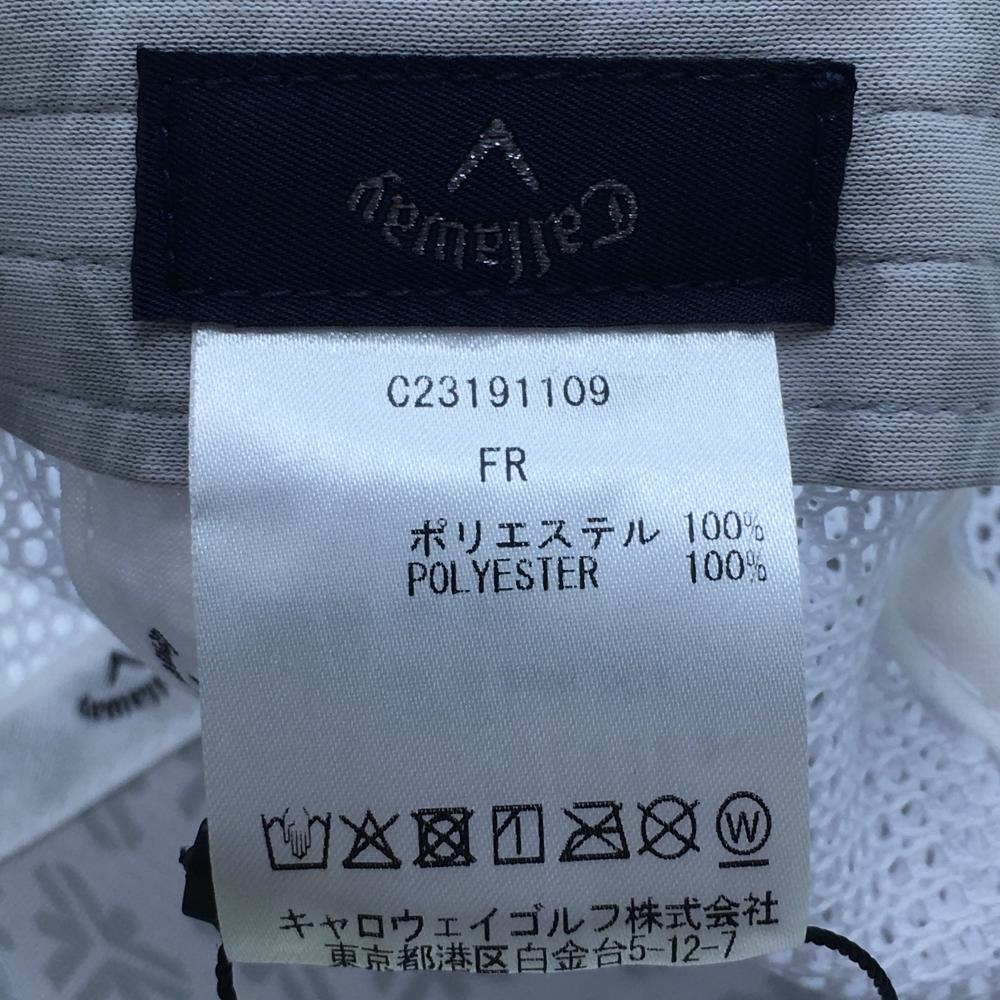 Callaway
C23191109
FR
ポリエステル 100%
POLYESTER 100%
キャロウェイゴルフ株式会社
東京都港区白金台5-12-7